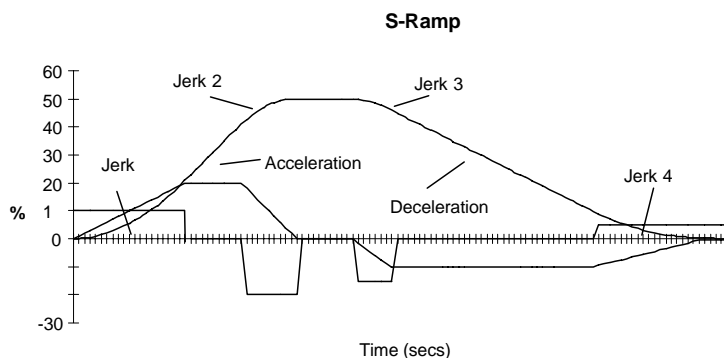 S-Ramp
60
50
40
30
20
1
0
-30
%
Jerk
Jerk 2
Acceleration
Jerk 3
Deceleration
Jerk 4
Time (secs)